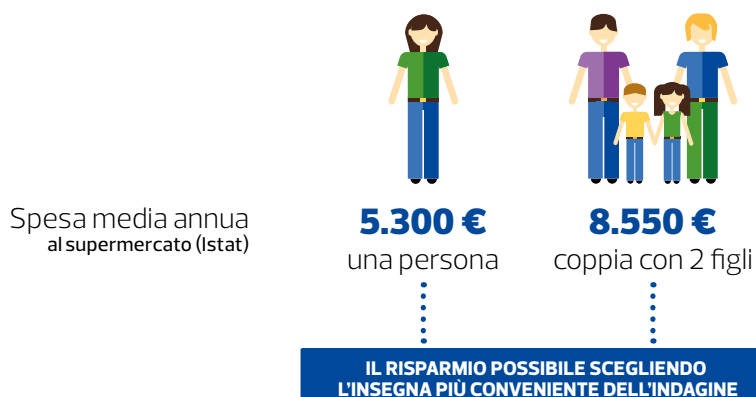 Spesa media annua
al supermercato (Istat)
5.300 €
una persona
8.550 €
coppia con 2 figli
IL RISPARMIO POSSIBILE SCEGLIENDO
L'INSEGNA PIÙ CONVENIENTE DELL'INDAGINE